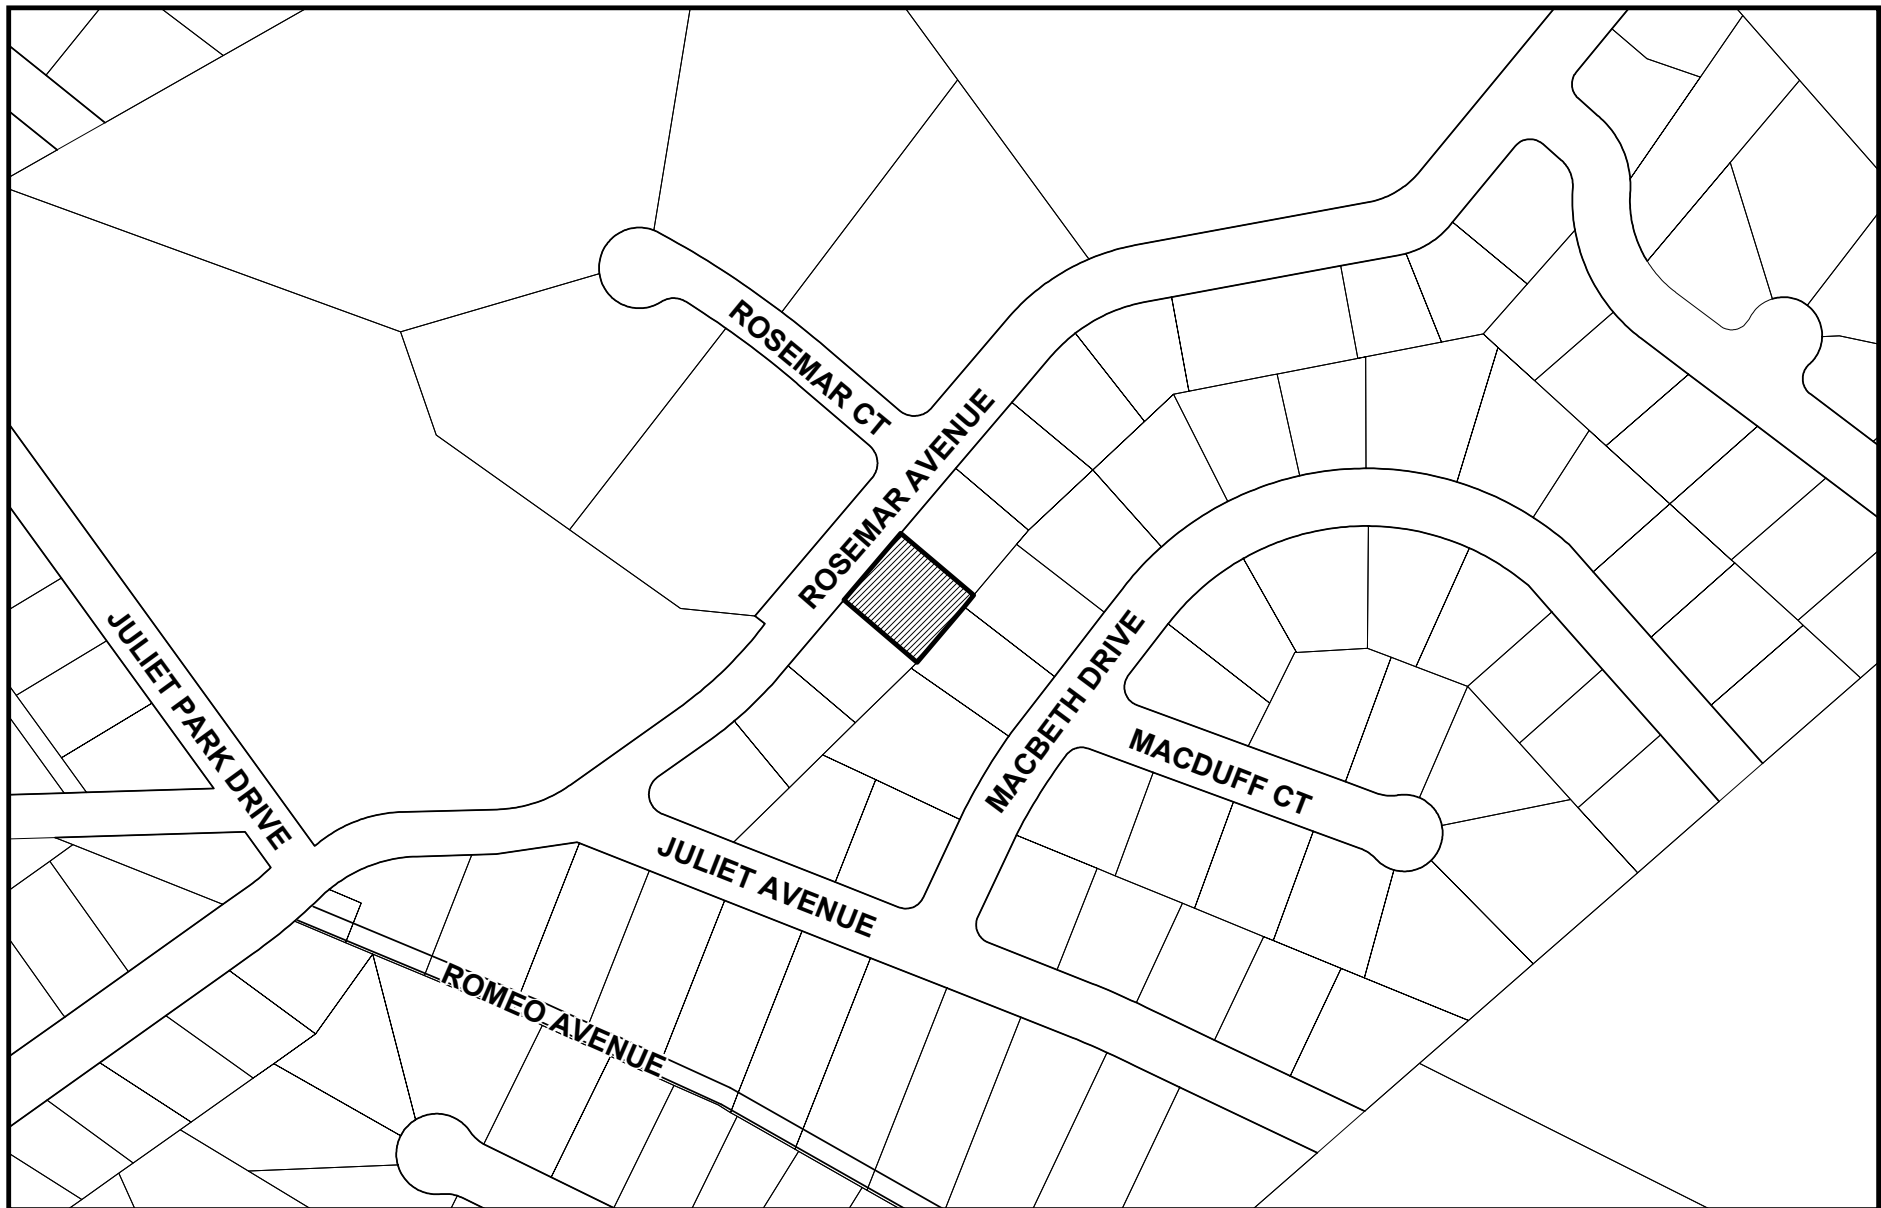 ROSEMAR CT
ROSEMAR AVENUE
JULIET PARK DRIVE
MACBETH DRIVE
MACDUFF CT
JULIET AVENUE
ROMEO AVENUE